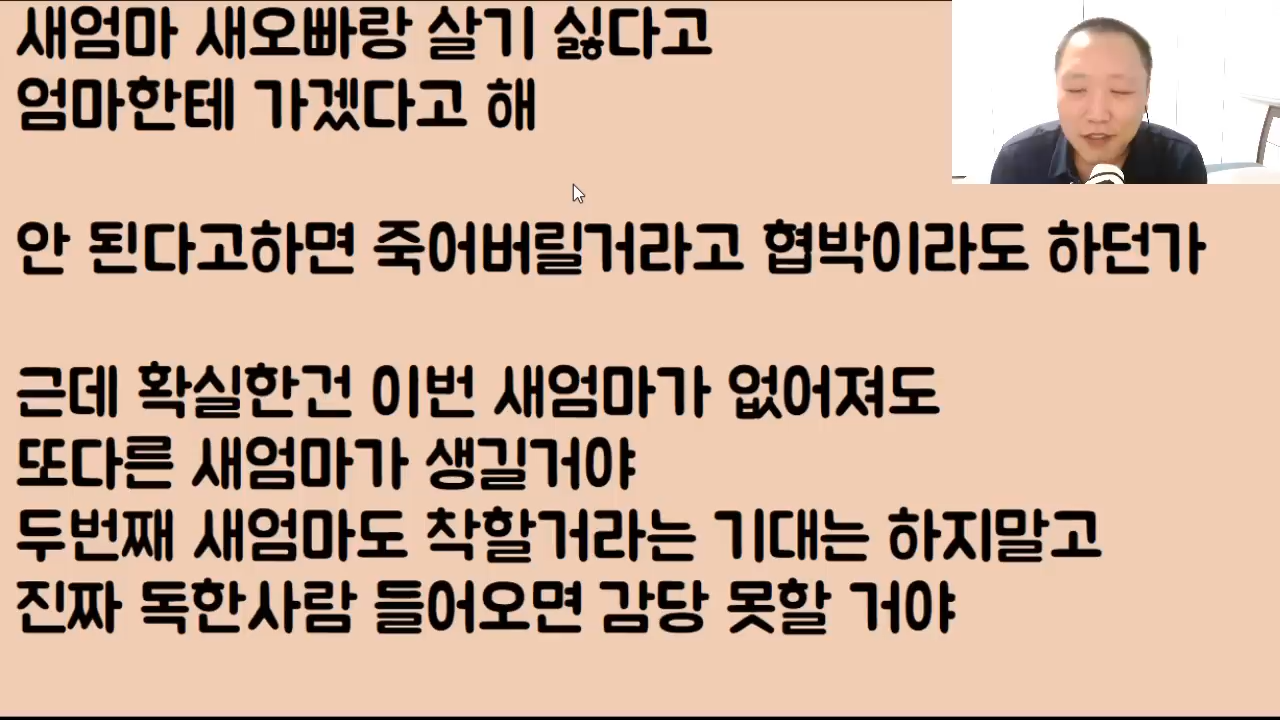 새엄마 새오빠랑 살기 싫다고
엄마한테 가겠다고 해
안 된다고하면 죽어버릴거라고 협박이라도 하던가
근데 확실한건 이번 새엄마가 없어져도
또다른 새엄마가 생길거야
두번째 새엄마도 착할거라는 기대는 하지말고
진짜 독한사람 들어오면 감당 못할 거야